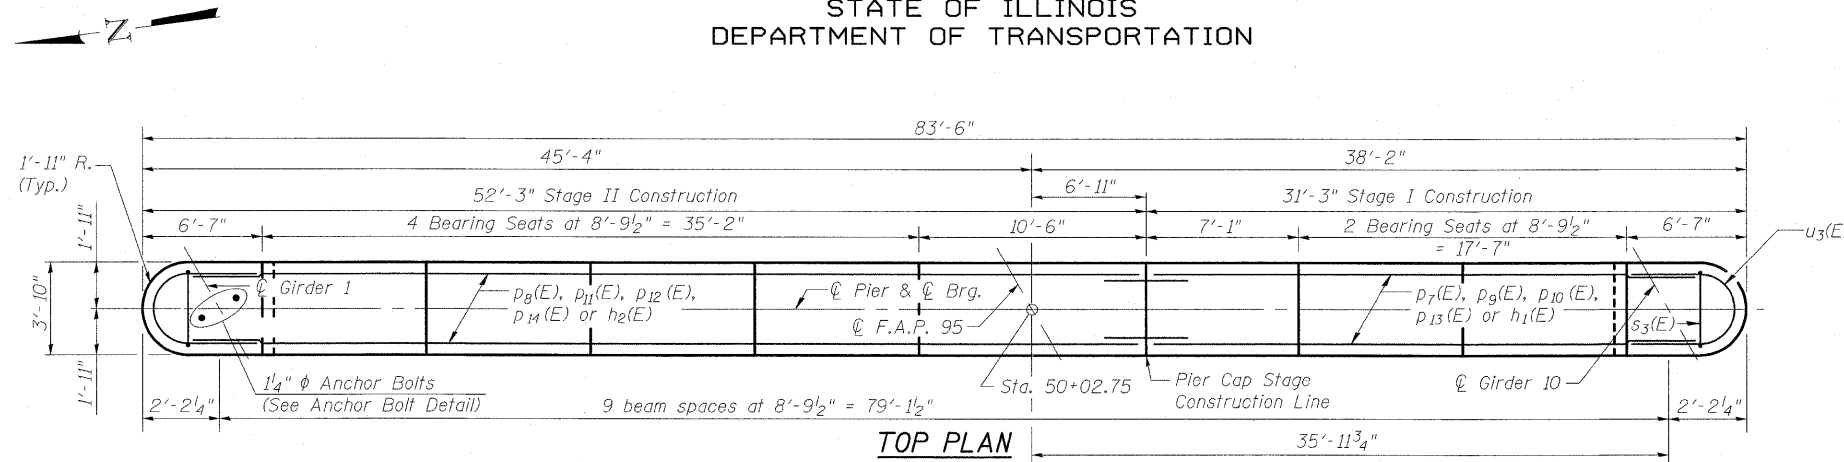 STATE OF ILLINOIS
DEPARTMENT OF TRANSPORTATION
Z
83'-6"
45'-4"
38'-2"
1'-11" R.
(Typ.)
52'-3" Stage II Construction
6'-11"
31'-3" Stage I Construction
1'-11"
6'-7"
4 Bearing Seats at 8'-9½" = 35'-2"
10'-6"
7'-1"
2 Bearing Seats at 8'-9½"
= 17'-7"
6'-7"
u3(E
3'-10"
℄ Girder 1
p8(E), p11(E), p12(E),
p14(E) or h2(E)
℄ Pier & ℄ Brg.
℄ F.A.P. 95
p7(E), p9(E), p10(E),
p13(E) or h1(E)
s3(E)
1'-11"
1¼" φ Anchor Bolts
(See Anchor Bolt Detail)
Sta. 50+02.75
Pier Cap Stage
Construction Line
℄ Girder 10
2'-2¼"
9 beam spaces at 8'-9½" = 79'-1½"
2'-2¼"
TOP PLAN
35'-11¾"